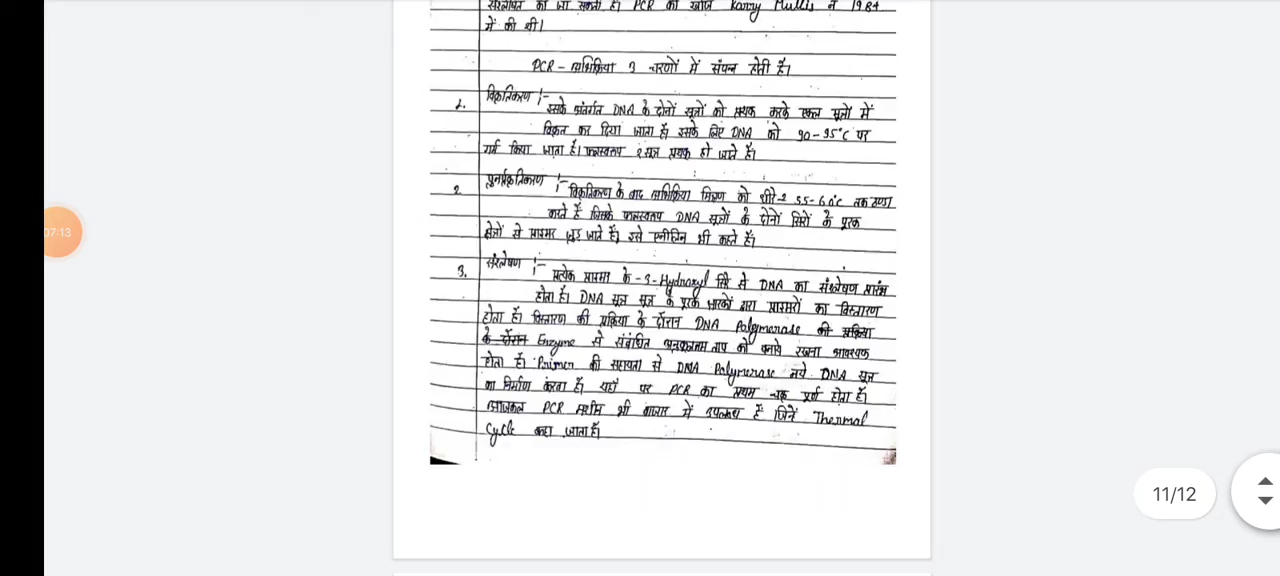 संश्लेषित की जा सकती है। PCR की खोज Karry Mullis ने 1984
में की थी।
PCR - अभिक्रिया 3 चरणों में संपन्न होती है।
1. विकृतिकरण :-
इसके अंतर्गत DNA के दोनों सूत्रों को प्रथक करके एकल सूत्रों में
विकृत कर दिया जाता है। इसके लिए DNA को 90-95°C पर
गर्म किया जाता है। फलस्वरूप 2 सूत्र प्रथक हो जाते है।
2. पुनर्प्रकृतिकरण :-
विकृतिकरण के बाद अभिक्रिया मिश्रण को धीरे-2 55-60°C तक ठण्डा
करते हैं जिसके फलस्वरूप DNA सूत्रों के दोनों सिरों के पूरक
क्षेत्रों से प्राइमर जुड़ जाते हैं, इसे एनीलिंग भी कहते हैं।
3. संश्लेषण :-
प्रत्येक प्राइमर के -3-Hydroxyl सिरे से DNA का संश्लेषण प्रारंभ
होता है। DNA सूत्र सूत्र के पूरक द्वारा प्राइमरों का विस्तारण
होता है। विस्तारण की प्रक्रिया के दौरान DNA Polymerase की प्रक्रिया
के दौरान Enzyme से संबंधित अनुकूलतम ताप को बनाये रखना आवश्यक
होता है। Primer की सहायता से DNA Polymerase नये DNA सूत्र
का निर्माण करता है। यहाँ पर PCR का प्रथम चक्र पूर्ण होता है।
आजकल PCR मशीन भी बाजार में उपलब्ध हैं जिनें Thermal
Cycle कहा जाता है।
07:13
11/12